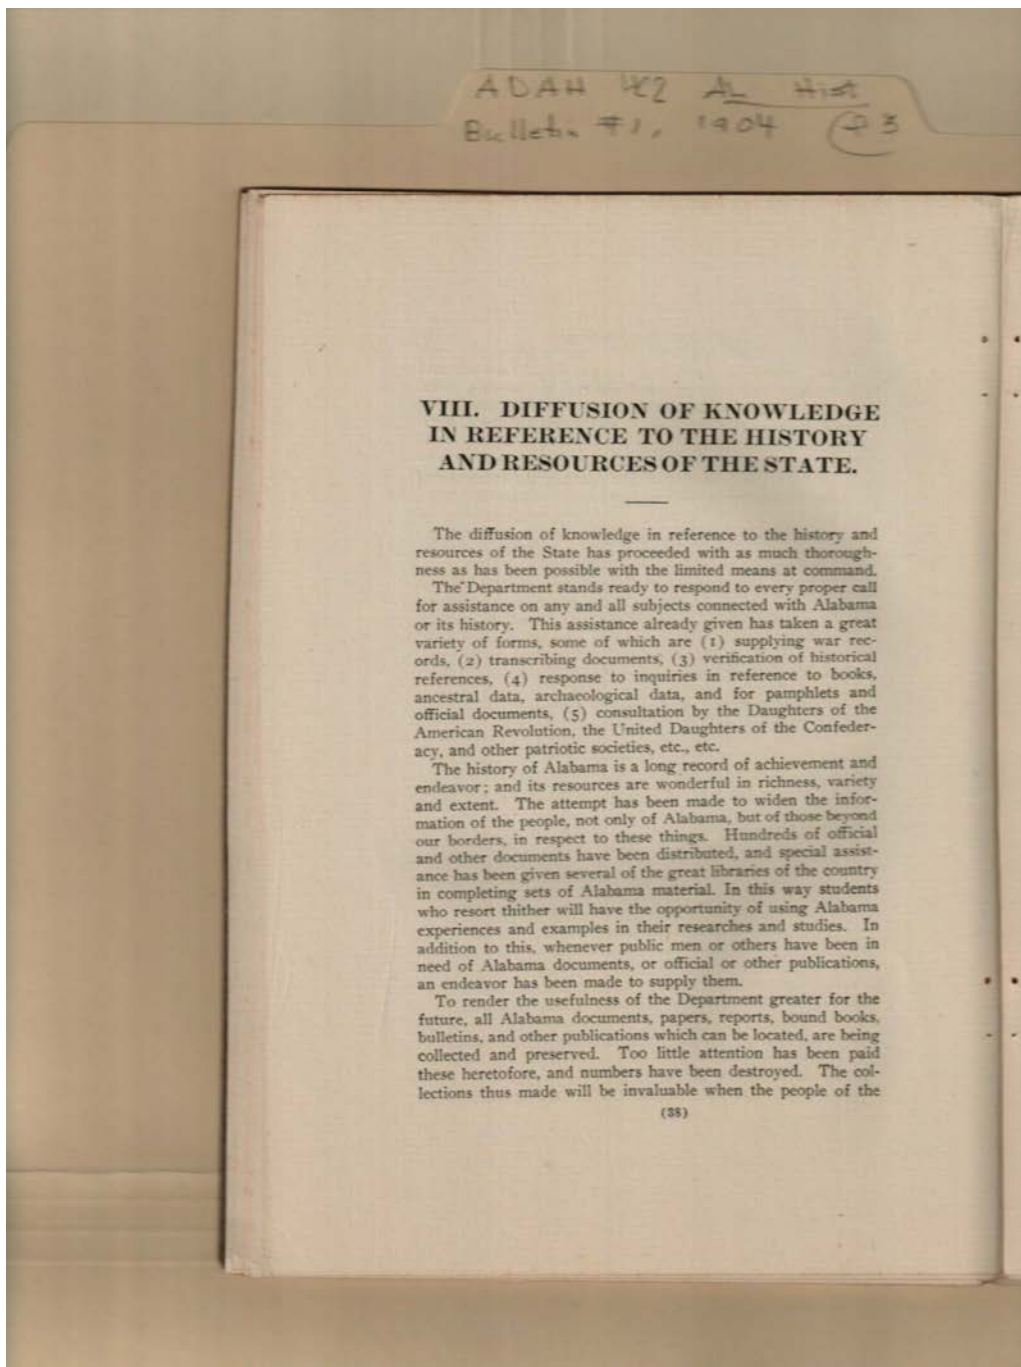 ADAH HC2 AL Hist
Bulletin #1, 1904 p 3
VIII. DIFFUSION OF KNOWLEDGE
IN REFERENCE TO THE HISTORY
AND RESOURCES OF THE STATE.
The diffusion of knowledge in reference to the history and
resources of the State has proceeded with as much thorough-
ness as has been possible with the limited means at command.
The Department stands ready to respond to every proper call
for assistance on any and all subjects connected with Alabama
or its history. This assistance already given has taken a great
variety of forms, some of which are (1) supplying war rec-
ords, (2) transcribing documents, (3) verification of historical
references, (4) response to inquiries in reference to books,
ancestral data, archaeological data, and for pamphlets and
official documents, (5) consultation by the Daughters of the
American Revolution, the United Daughters of the Confeder-
acy, and other patriotic societies, etc., etc.
The history of Alabama is a long record of achievement and
endeavor; and its resources are wonderful in richness, variety
and extent. The attempt has been made to widen the infor-
mation of the people, not only of Alabama, but of those beyond
our borders, in respect to these things. Hundreds of official
and other documents have been distributed, and special assist-
ance has been given several of the great libraries of the country
in completing sets of Alabama material. In this way students
who resort thither will have the opportunity of using Alabama
experiences and examples in their researches and studies. In
addition to this, whenever public men or others have been in
need of Alabama documents, or official or other publications,
an endeavor has been made to supply them.
To render the usefulness of the Department greater for the
future, all Alabama documents, papers, reports, bound books,
bulletins, and other publications which can be located, are being
collected and preserved. Too little attention has been paid
these heretofore, and numbers have been destroyed. The col-
lections thus made will be invaluable when the people of the
(38)